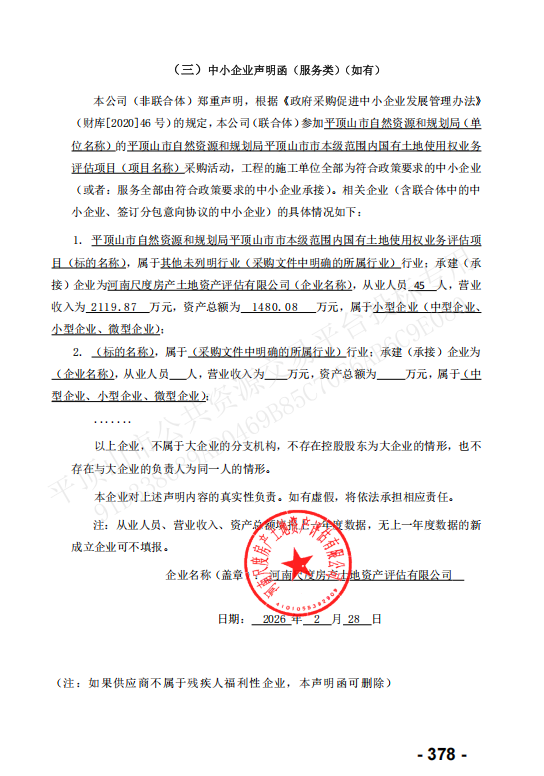 （三）中小企业声明函（服务类）（如有）
本公司（非联合体）郑重声明，根据《政府采购促进中小企业发展管理办法》
（财库[2020]46 号）的规定，本公司（联合体）参加平顶山市自然资源和规划局（单
位名称）的平顶山市自然资源和规划局平顶山市市本级范围内国有土地使用权业务
评估项目（项目名称）采购活动，工程的施工单位全部为符合政策要求的中小企业
（或者：服务全部由符合政策要求的中小企业承接）。相关企业（含联合体中的中
小企业、签订分包意向协议的中小企业）的具体情况如下：
1. 平顶山市自然资源和规划局平顶山市市本级范围内国有土地使用权业务评估项
目（标的名称），属于其他未列明行业（采购文件中明确的所属行业）行业；承建（承
接）企业为河南尺度房产土地资产评估有限公司（企业名称），从业人员 45 人，营业
收入为 2119.87 万元，资产总额为 1480.08 万元，属于小型企业（中型企业、
小型企业、微型企业）；
2. （标的名称），属于（采购文件中明确的所属行业）行业；承建（承接）企业为
（企业名称），从业人员 人，营业收入为 万元，资产总额为 万元，属于（中
型企业、小型企业、微型企业）；
.......
以上企业，不属于大企业的分支机构，不存在控股股东为大企业的情形，也不
存在与大企业的负责人为同一人的情形。
本企业对上述声明内容的真实性负责。如有虚假，将依法承担相应责任。
注：从业人员、营业收入、资产总额填报上一年度数据，无上一年度数据的新
成立企业可不填报。
企业名称（盖章）：河南尺度房产土地资产评估有限公司
日期： 2026 年 2 月 28 日
（注：如果供应商不属于残疾人福利性企业，本声明函可删除）
- 378 -
河南尺度房产土地资产评估有限公司
平顶山市公共资源交易平台